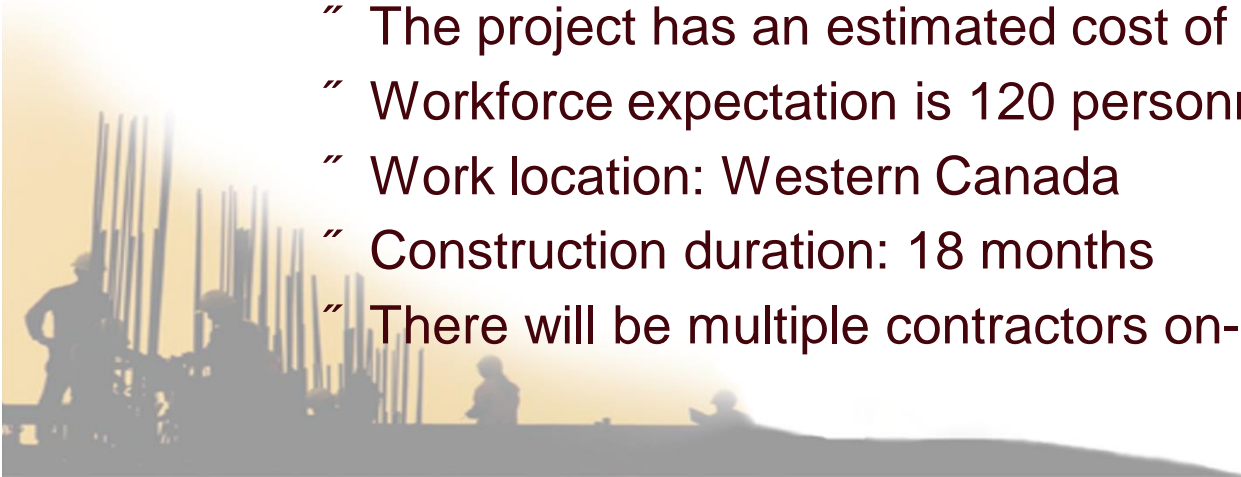 ˝ The project has an estimated cost of
˝ Workforce expectation is 120
˝ Work location: Western Canada
˝ Construction duration: 18 months
˝ There will be multiple contractors on-